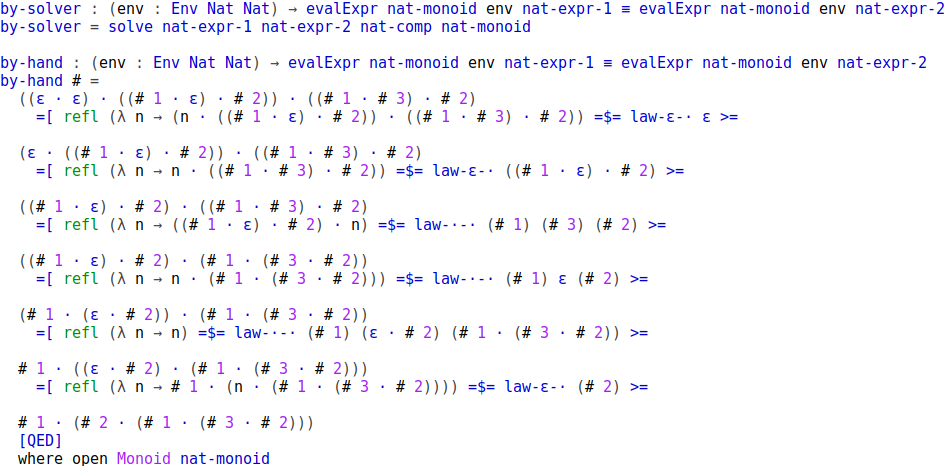 by-solver : (env : Env Nat Nat) → evalExpr nat-monoid env nat-expr-1 ≡ evalExpr nat-monoid env nat-expr-2
by-solver = solve nat-expr-1 nat-expr-2 nat-comp nat-monoid
by-hand : (env : Env Nat Nat) → evalExpr nat-monoid env nat-expr-1 ≡ evalExpr nat-monoid env nat-expr-2
by-hand # =
((ε · ε) · ((# 1 · ε) · # 2)) · ((# 1 · # 3) · # 2)
=[ refl (λ n → (n · ((# 1 · ε) · # 2)) · ((# 1 · # 3) · # 2)) =$= law-ε-· ε >=
(ε · ((# 1 · ε) · # 2)) · ((# 1 · # 3) · # 2)
=[ refl (λ n → n · ((# 1 · # 3) · # 2)) =$= law-ε-· ((# 1 · ε) · # 2) >=
((# 1 · ε) · # 2) · ((# 1 · # 3) · # 2)
=[ refl (λ n → ((# 1 · ε) · # 2) · n) =$= law-·-· (# 1) (# 3) (# 2) >=
((# 1 · ε) · # 2) · (# 1 · (# 3 · # 2))
=[ refl (λ n → n · (# 1 · (# 3 · # 2))) =$= law-·-· (# 1) ε (# 2) >=
(# 1 · (ε · # 2)) · (# 1 · (# 3 · # 2))
=[ refl (λ n → n) =$= law-·-· (# 1) (ε · # 2) (# 1 · (# 3 · # 2)) >=
# 1 · ((ε · # 2) · (# 1 · (# 3 · # 2)))
=[ refl (λ n → # 1 · (n · (# 1 · (# 3 · # 2)))) =$= law-ε-· (# 2) >=
# 1 · (# 2 · (# 1 · (# 3 · # 2)))
[QED]
where open Monoid nat-monoid